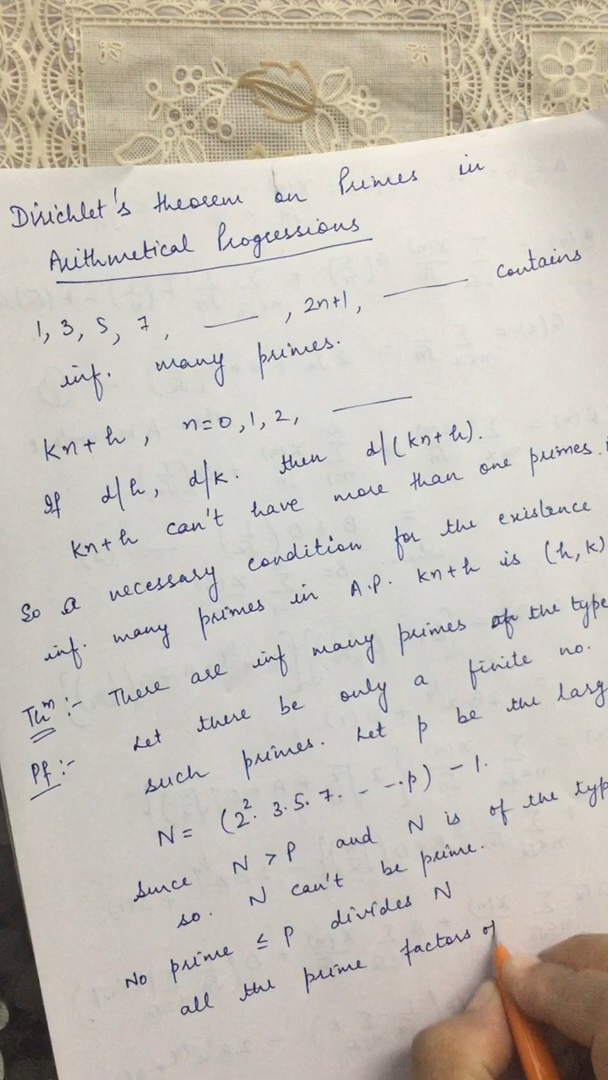 Dirichlet's theorem on Primes in
Arithmetical Progressions
1, 3, 5, 7, —— , 2n+1, —— contains
inf. many primes.
kn+h, n=0,1,2, ——
If d/h, d/k. then d/(kn+h).
kn+h can't have more than one primes.
So a necessary condition for the existence
inf. many primes in A.P. kn+h is (h,k)
Thm:- There are inf many primes of the type
Pf:- Let there be only a finite no.
such primes. Let p be the larg
N= (2². 3. 5. 7. - - -. p) - 1.
Since N > P and N is of the typ
so. N can't be prime.
No prime ≤ P divides N
all the prime factors of